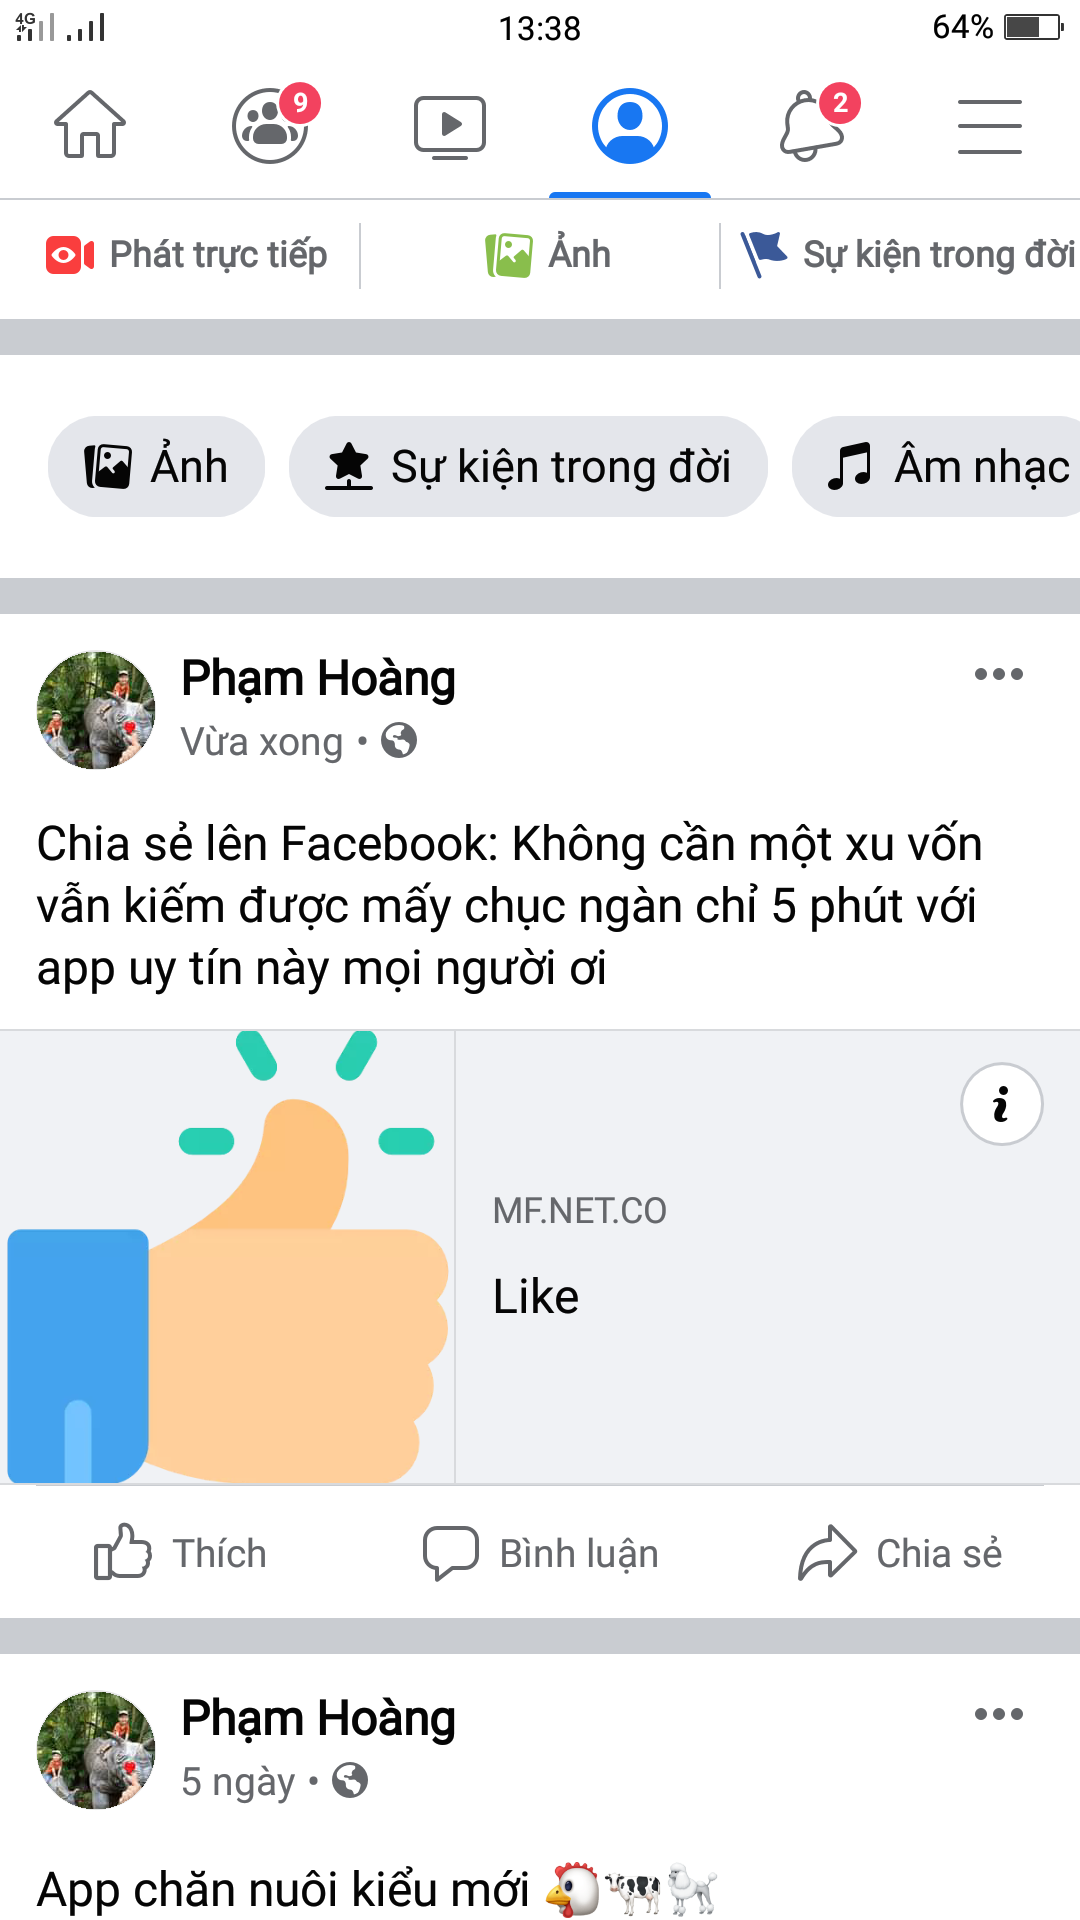 4G 13:38 64%
9 2
Phát trực tiếp Ảnh Sự kiện trong đời
Ảnh Sự kiện trong đời Âm nhạc
Phạm Hoàng
Vừa xong •
Chia sẻ lên Facebook: Không cần một xu vốn
vẫn kiếm được mấy chục ngàn chỉ 5 phút với
app uy tín này mọi người ơi
i
MF.NET.CO
Like
Thích Bình luận Chia sẻ
Phạm Hoàng
5 ngày •
App chăn nuôi kiểu mới 🐔🐄🐩